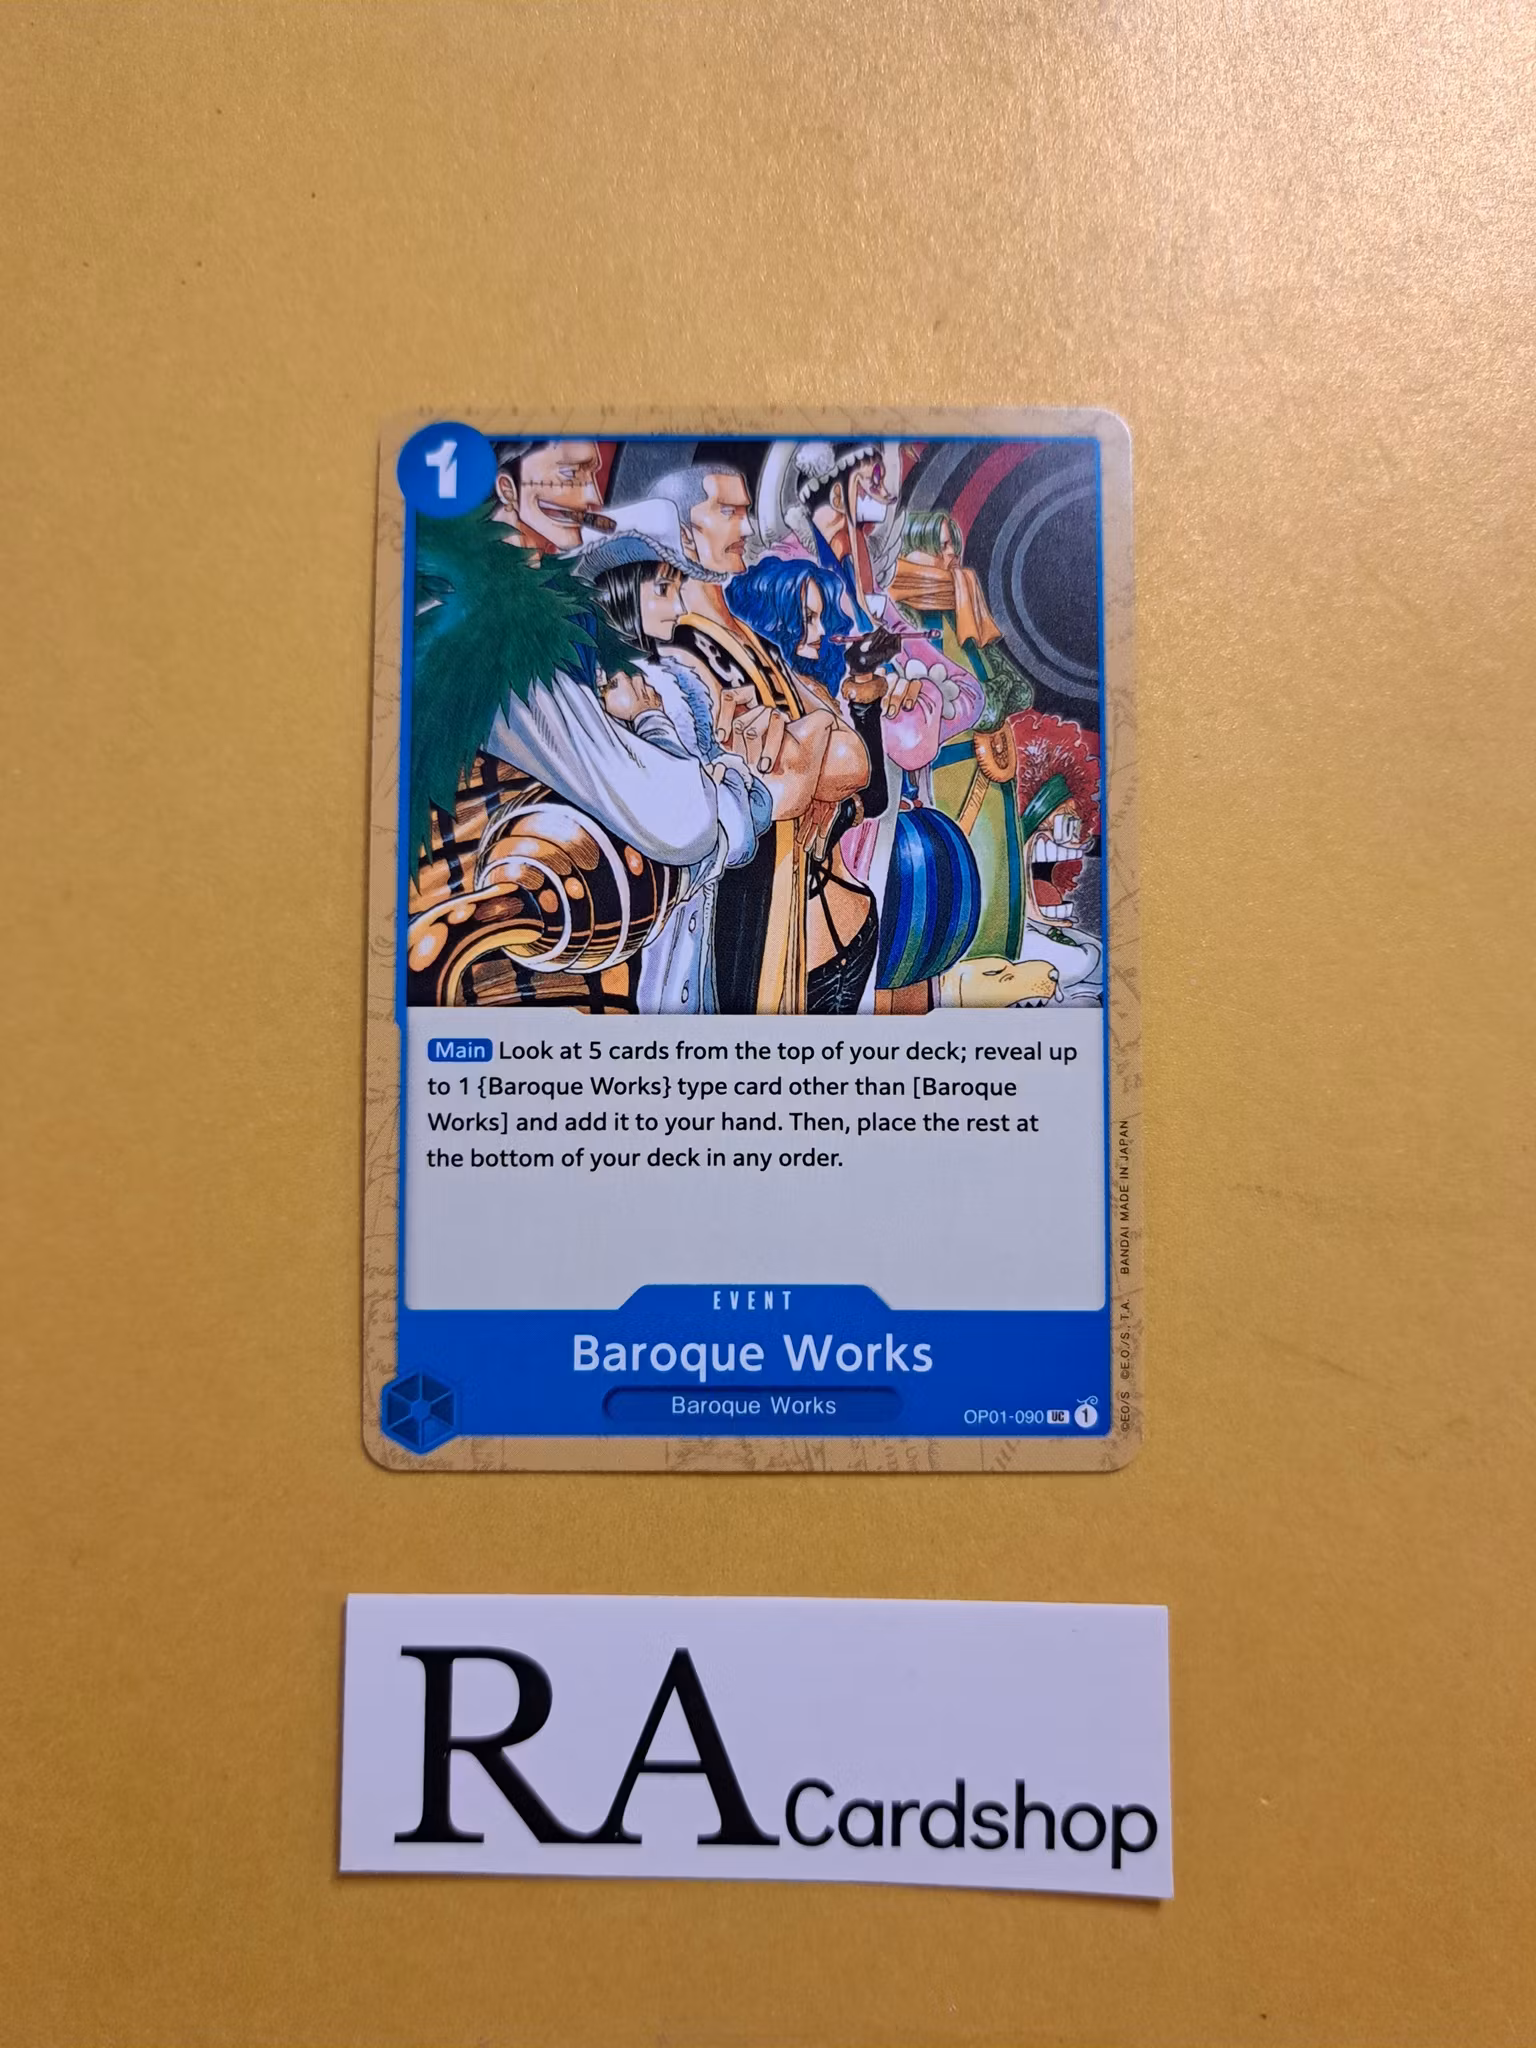 1
Main Look at 5 cards from the top of your deck; reveal up
to 1 {Baroque Works} type card other than [Baroque
Works] and add it to your hand. Then, place the rest at
the bottom of your deck in any order.
EVENT
Baroque Works
Baroque Works
OP01-090 UC 1
©EO/S ©E.O./S., T.A. BANDAI MADE IN JAPAN
RA Cardshop